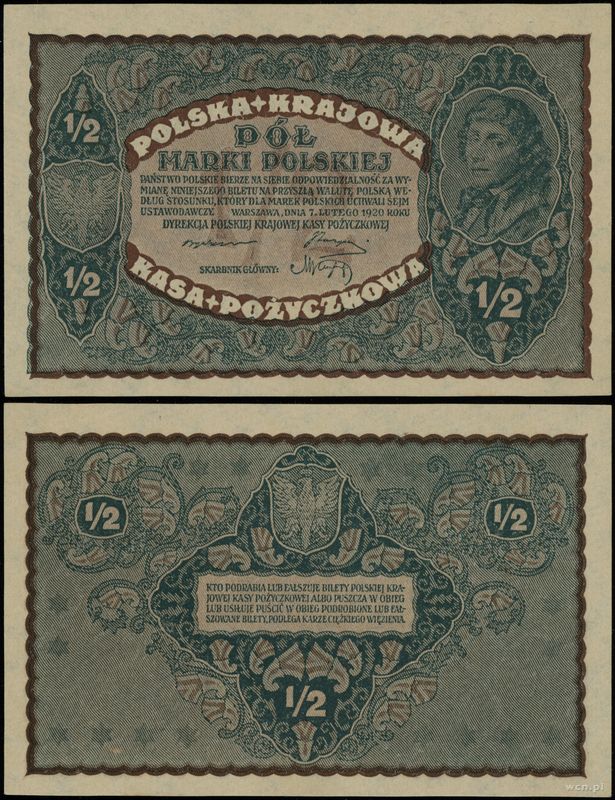 POLSKA+KRAJOWA
1/2
PÓŁ
MARKI POLSKIEJ
PAŃSTWO POLSKIE BIERZE NA SIEBIE ODPOWIEDZIALNOŚĆ ZA WY-
MIANĘ NINIEJSZEGO BILETU NA PRZYSZŁĄ WALUTĘ POLSKĄ WE-
DŁUG STOSUNKU, KTÓRY DLA MAREK POLSKICH UCHWALI SEJM
USTAWODAWCZY. WARSZAWA, DNIA 7. LUTEGO 1920 ROKU
DYREKCJA POLSKIEJ KRAJOWEJ KASY POŻYCZKOWEJ
SKARBNIK GŁÓWNY:
1/2
1/2
KASA+POŻYCZKOWA
1/2
1/2
KTO PODRABIA LUB FAŁSZUJE BILETY POLSKIEJ KRA-
JOWEJ KASY POŻYCZKOWEJ ALBO PUSZCZA W OBIEG
LUB USIŁUJE PUŚCIĆ W OBIEG PODROBIONE LUB FAŁ-
SZOWANE BILETY, PODLEGA KARZE CIĘŻKIEGO WIĘZIENIA.
1/2
wcn.pl